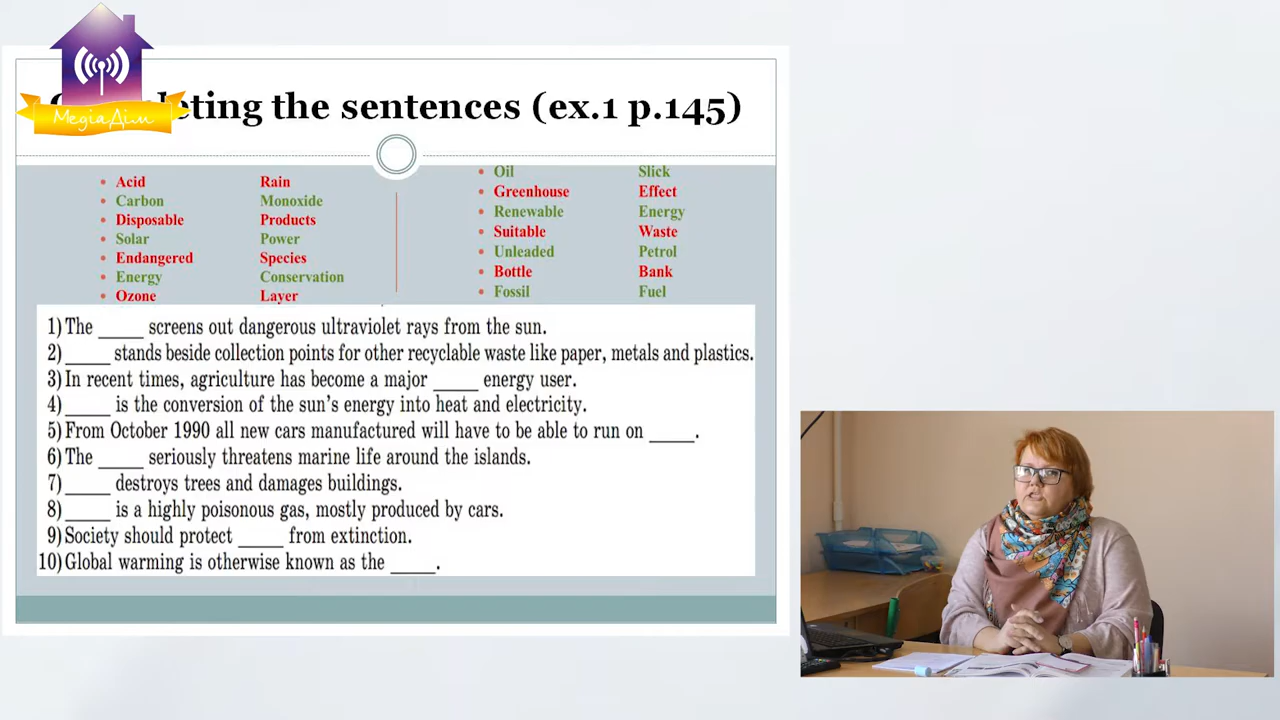 МедіаДім
leting the sentences (ex.1 p.145)
Acid Rain
Carbon Monoxide
Disposable Products
Solar Power
Endangered Species
Energy Conservation
Ozone Layer
Oil Slick
Greenhouse Effect
Renewable Energy
Suitable Waste
Unleaded Petrol
Bottle Bank
Fossil Fuel
1) The _____ screens out dangerous ultraviolet rays from the sun.
2) _____ stands beside collection points for other recyclable waste like paper, metals and plastics.
3) In recent times, agriculture has become a major _____ energy user.
4) _____ is the conversion of the sun's energy into heat and electricity.
5) From October 1990 all new cars manufactured will have to be able to run on _____.
6) The _____ seriously threatens marine life around the islands.
7) _____ destroys trees and damages buildings.
8) _____ is a highly poisonous gas, mostly produced by cars.
9) Society should protect _____ from extinction.
10) Global warming is otherwise known as the _____.